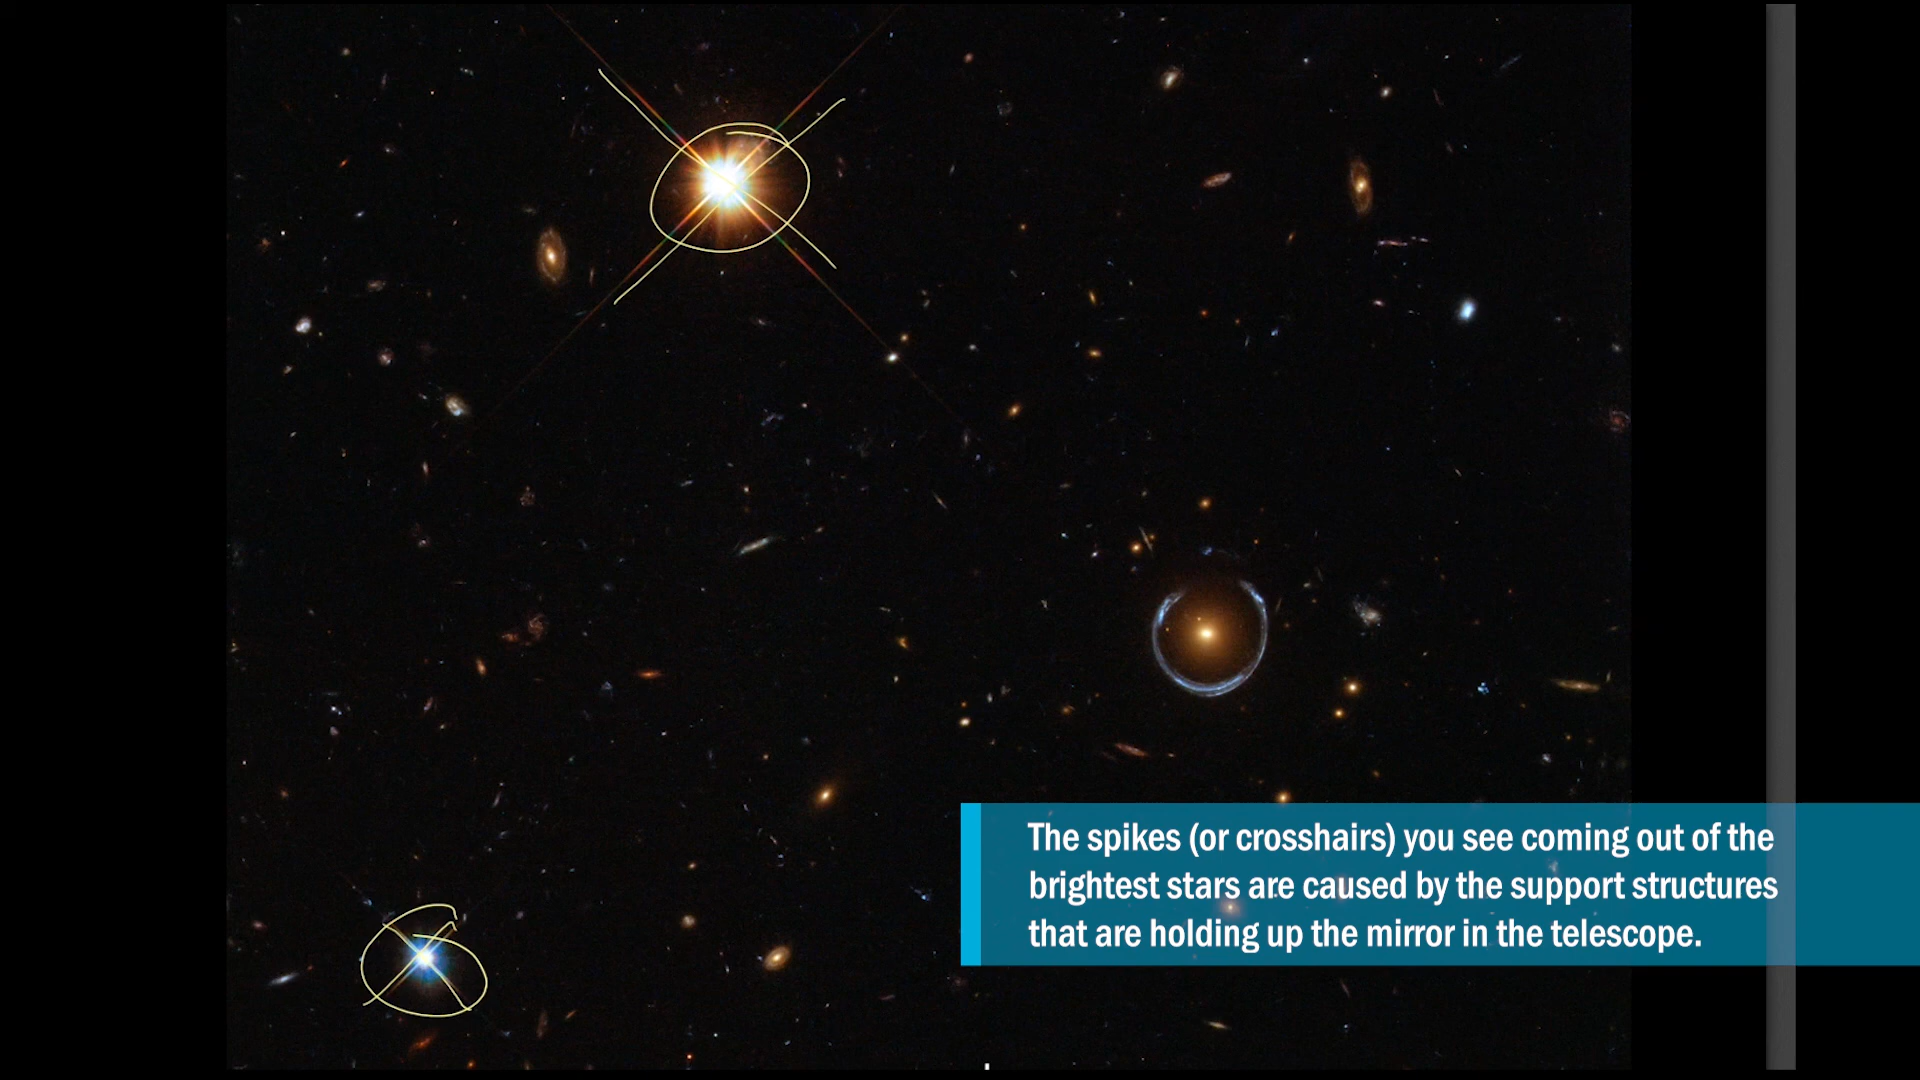 The spikes (or crosshairs) you see coming out of the
brightest stars are caused by the support structures
that are holding up the mirror in the telescope.